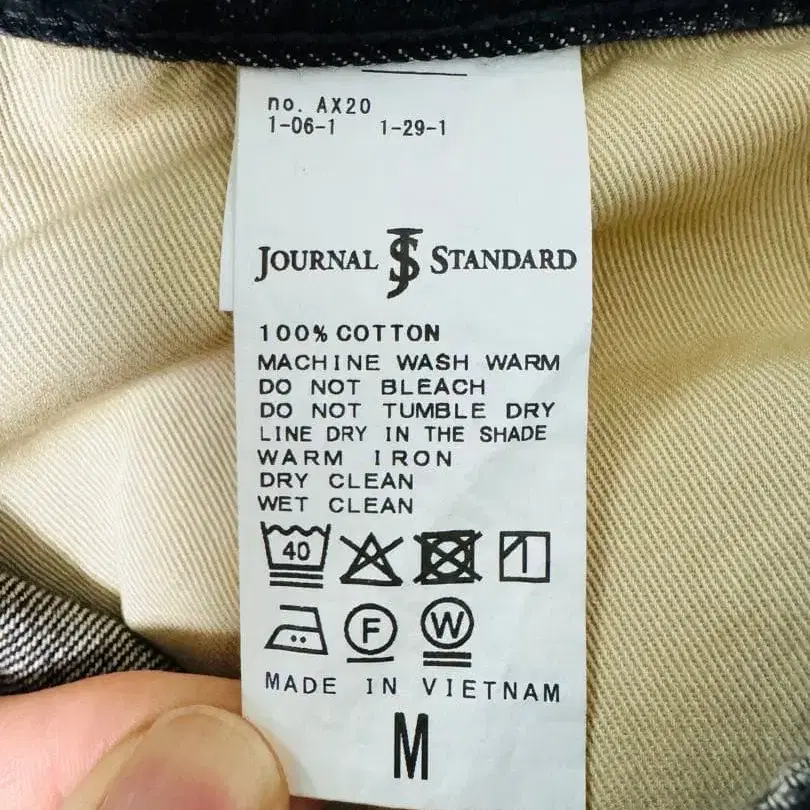 no. AX20
1-06-1 1-29-1
JOURNAL JS STANDARD
100% COTTON
MACHINE WASH WARM
DO NOT BLEACH
DO NOT TUMBLE DRY
LINE DRY IN THE SHADE
WARM IRON
DRY CLEAN
WET CLEAN
40
F W
MADE IN VIETNAM
M